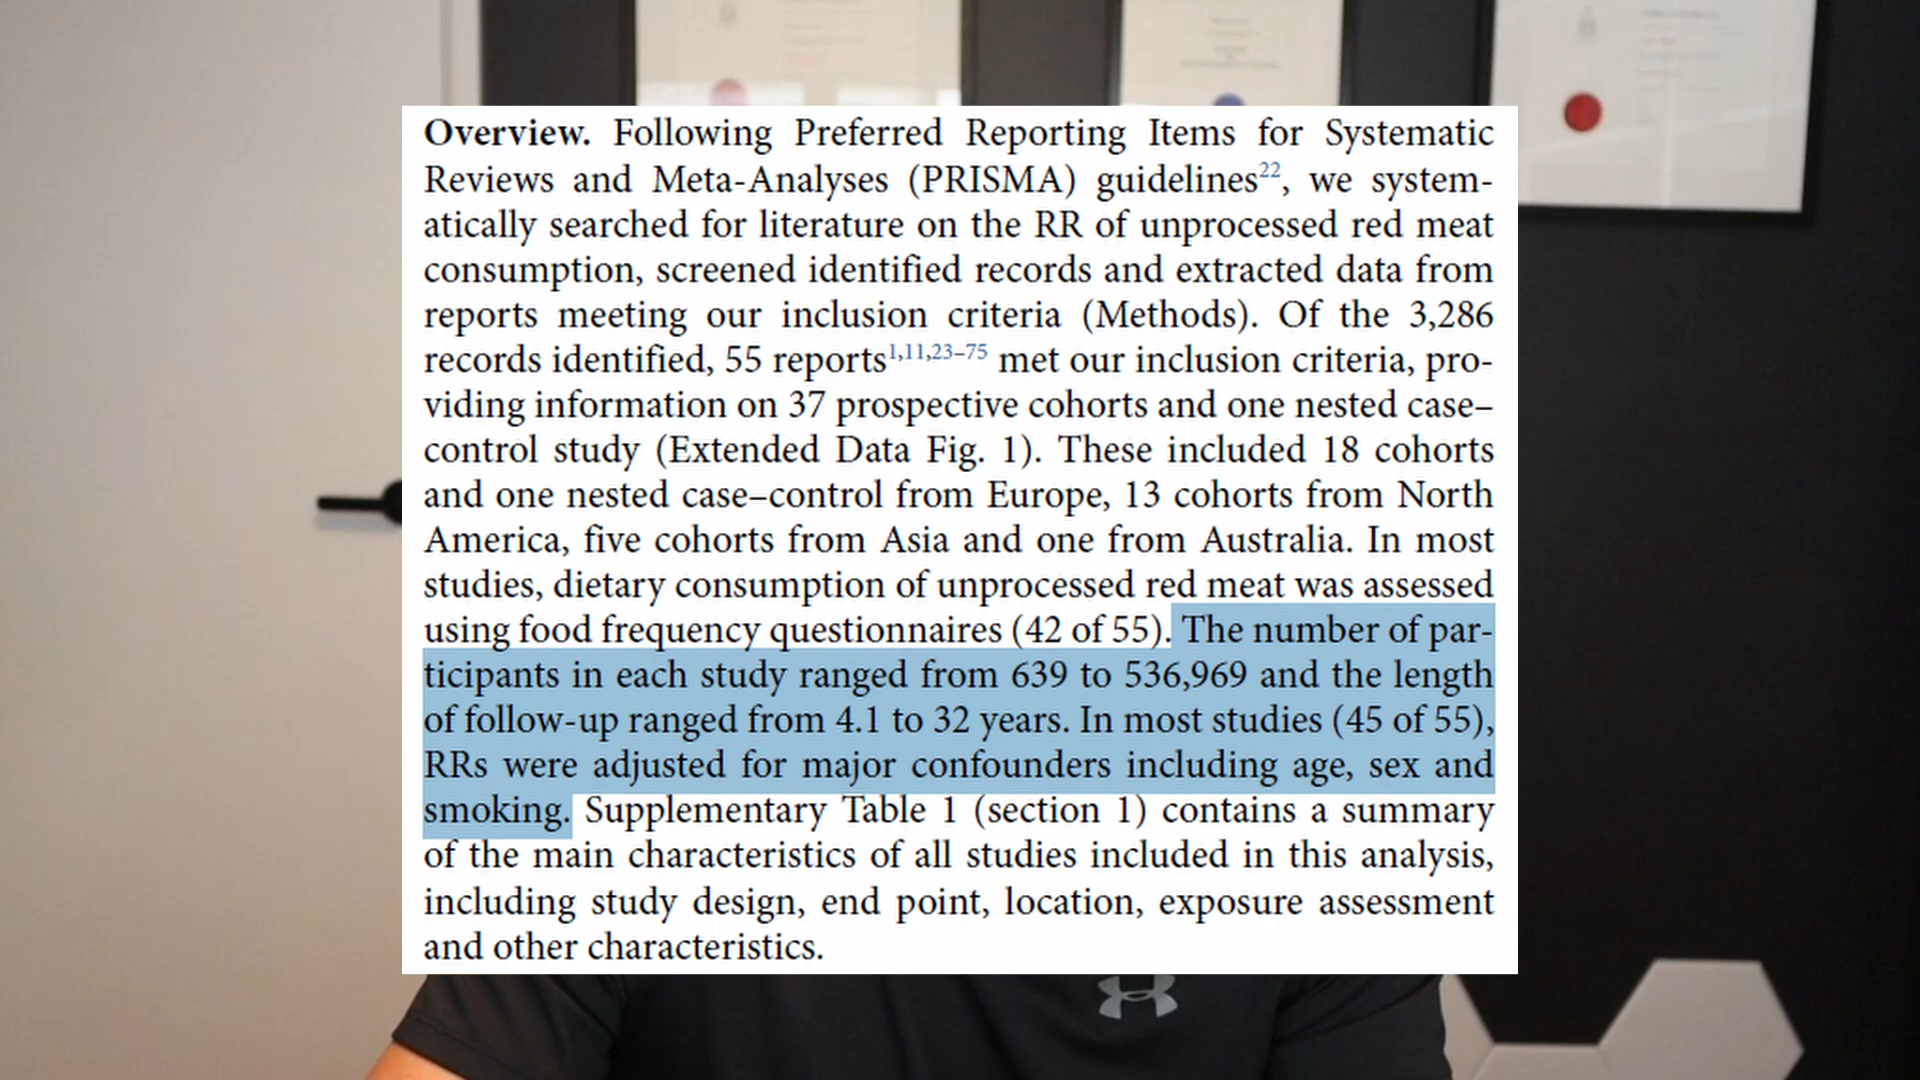 Overview. Following Preferred Reporting Items for Systematic
Reviews and Meta-Analyses (PRISMA) guidelines22, we system-
atically searched for literature on the RR of unprocessed red meat
consumption, screened identified records and extracted data from
reports meeting our inclusion criteria (Methods). Of the 3,286
records identified, 55 reports1,11,23–75 met our inclusion criteria, pro-
viding information on 37 prospective cohorts and one nested case–
control study (Extended Data Fig. 1). These included 18 cohorts
and one nested case–control from Europe, 13 cohorts from North
America, five cohorts from Asia and one from Australia. In most
studies, dietary consumption of unprocessed red meat was assessed
using food frequency questionnaires (42 of 55). The number of par-
ticipants in each study ranged from 639 to 536,969 and the length
of follow-up ranged from 4.1 to 32 years. In most studies (45 of 55),
RRs were adjusted for major confounders including age, sex and
smoking. Supplementary Table 1 (section 1) contains a summary
of the main characteristics of all studies included in this analysis,
including study design, end point, location, exposure assessment
and other characteristics.